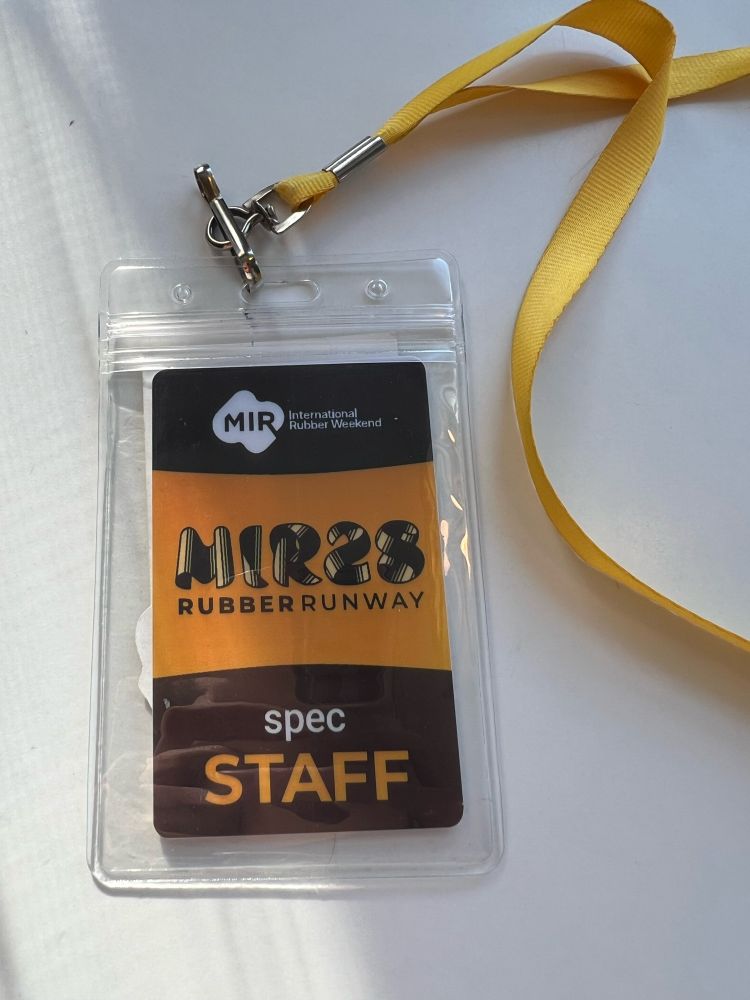 MIR
International
Rubber Weekend
MIR28
RUBBERRUNWAY
spec
STAFF